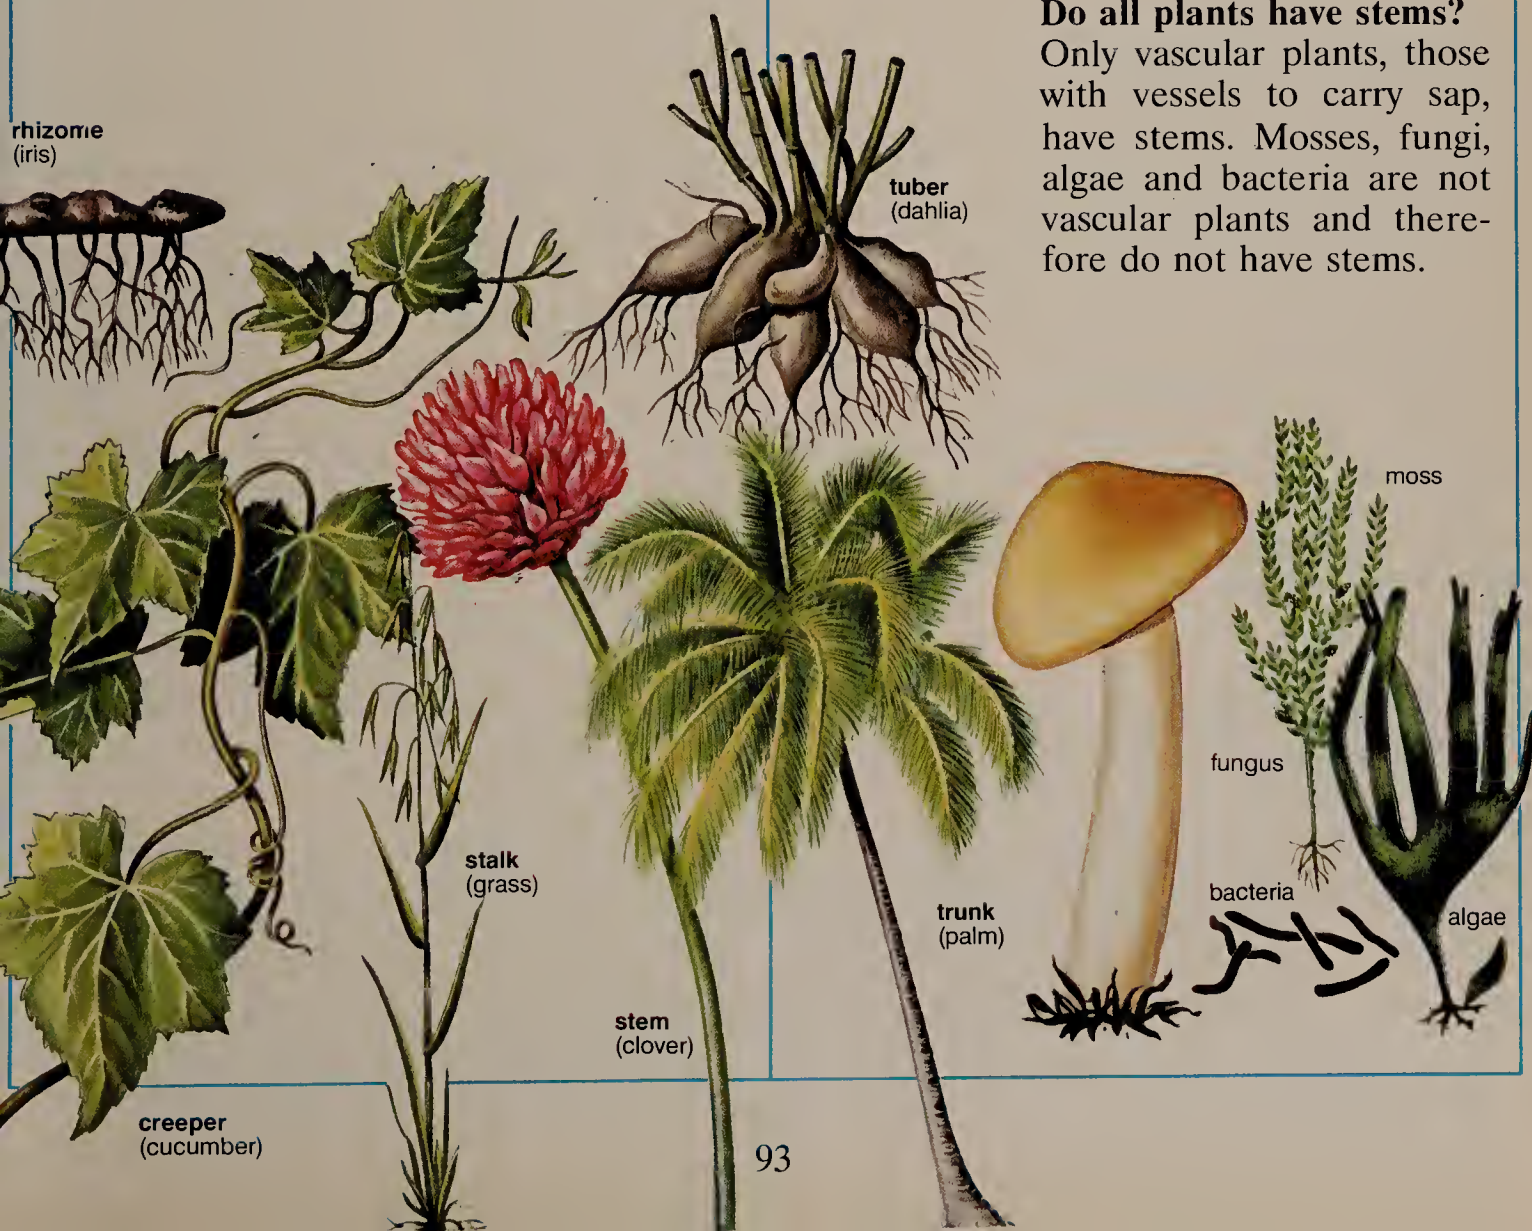 Do all plants have stems?
Only vascular plants, those
with vessels to carry sap,
have stems. Mosses, fungi,
algae and bacteria are not
vascular plants and there-
fore do not have stems.
rhizome
(iris)
tuber
(dahlia)
moss
fungus
stalk
(grass)
bacteria
algae
trunk
(palm)
stem
(clover)
creeper
(cucumber)
93